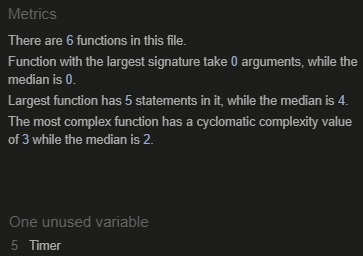 Metrics
There are 6 functions in this file.
Function with the largest signature take 0 arguments, while the
median is 0.
Largest function has 5 statements in it, while the median is 4.
The most complex function has a cyclomatic complexity value
of 3 while the median is 2.
One unused variable
5 Timer